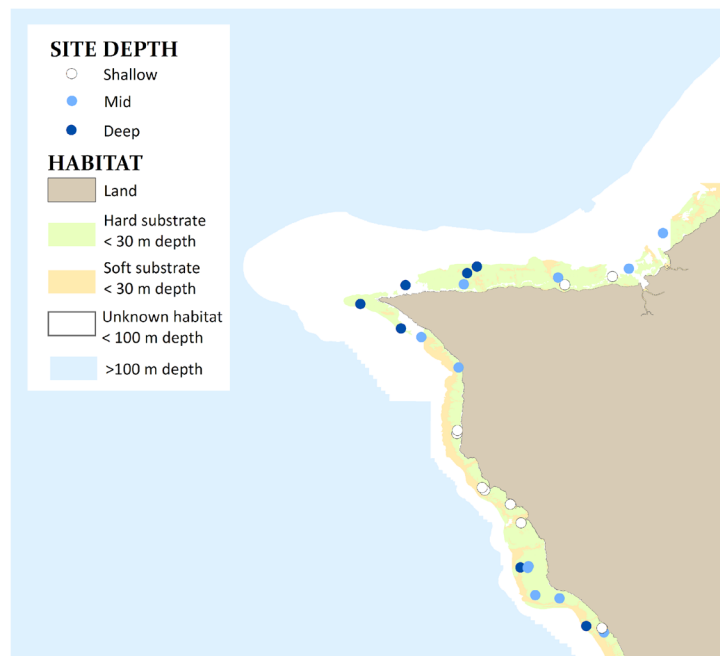 SITE DEPTH
Shallow
Mid
Deep
HABITAT
Land
Hard substrate
< 30 m depth
Soft substrate
< 30 m depth
Unknown habitat
< 100 m depth
>100 m depth